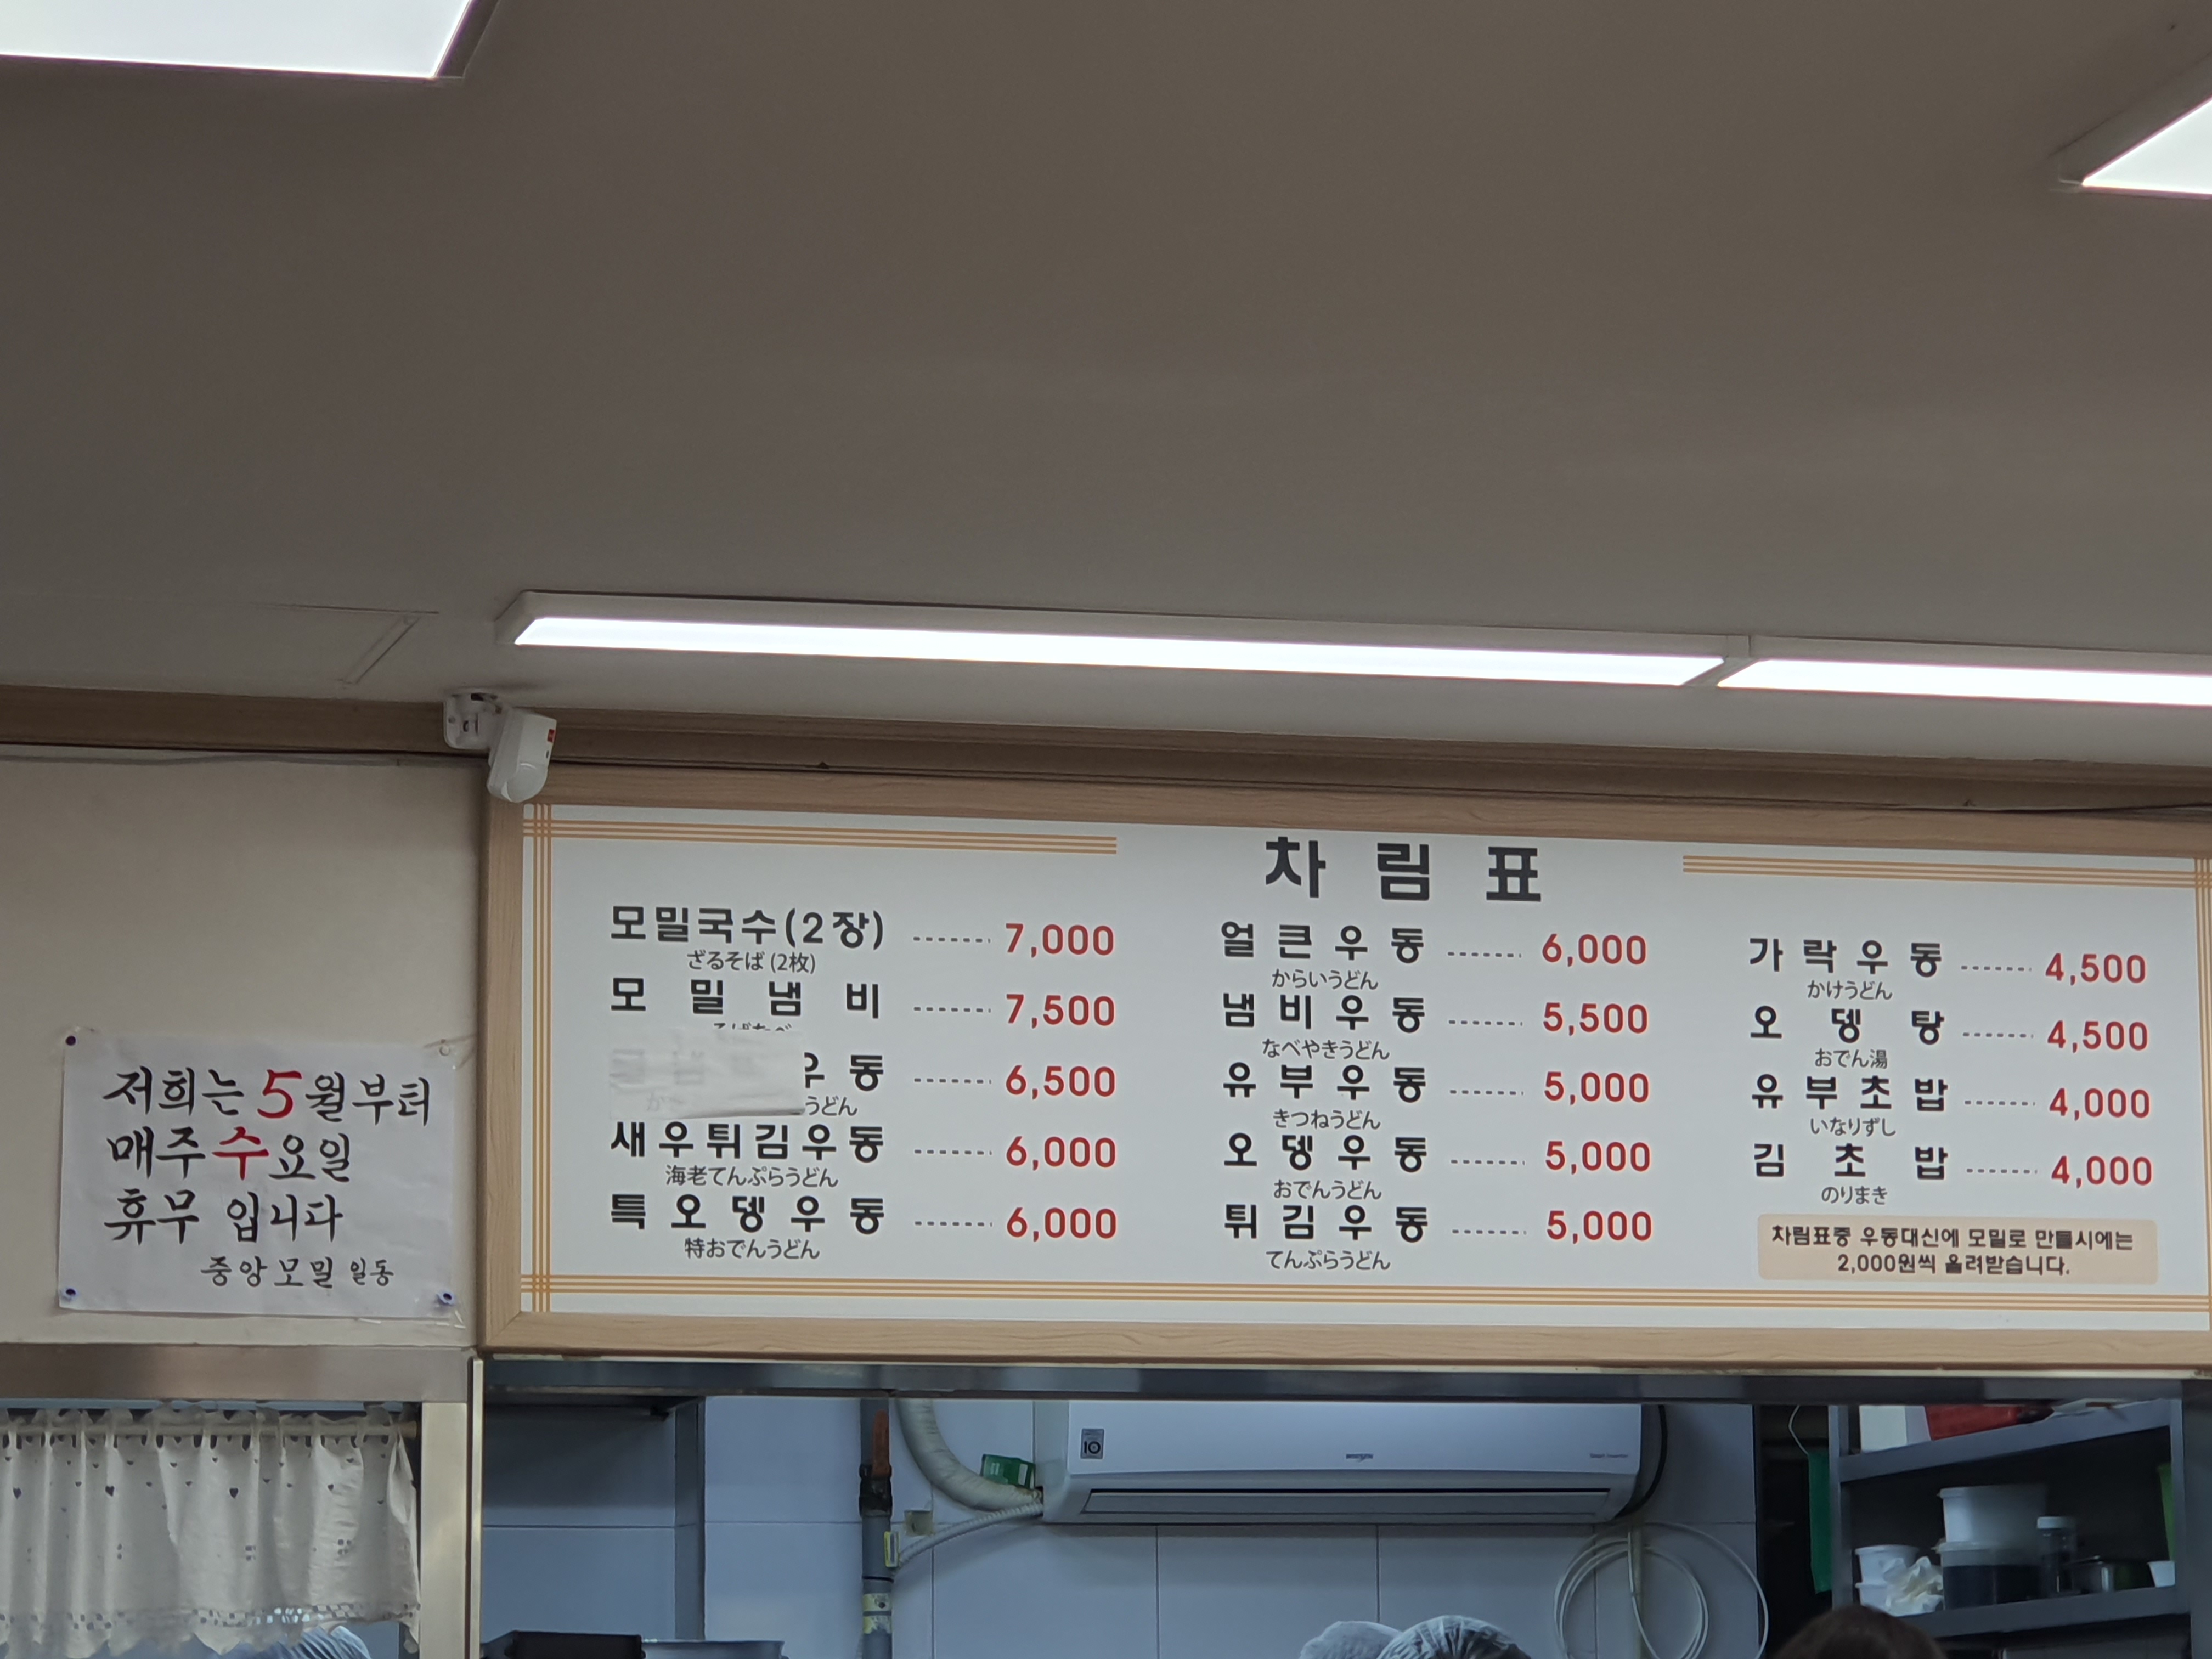 차림표
모밀국수(2장) 7,000
ざるそば (2枚)
모밀냄비 7,500
우동 6,500
うどん
새우튀김우동 6,000
海老てんぷらうどん
특오뎅우동 6,000
特おでんうどん
얼큰우동 6,000
からいうどん
냄비우동 5,500
なべやきうどん
유부우동 5,000
きつねうどん
오뎅우동 5,000
おでんうどん
튀김우동 5,000
てんぷらうどん
가락우동 4,500
かけうどん
오뎅탕 4,500
おでん湯
유부초밥 4,000
いなりずし
김초밥 4,000
のりまき
차림표중 우동대신에 모밀로 만들시에는
2,000원씩 올려받습니다.
저희는 5월부터
매주 수요일
휴무 입니다
중앙모밀 일동